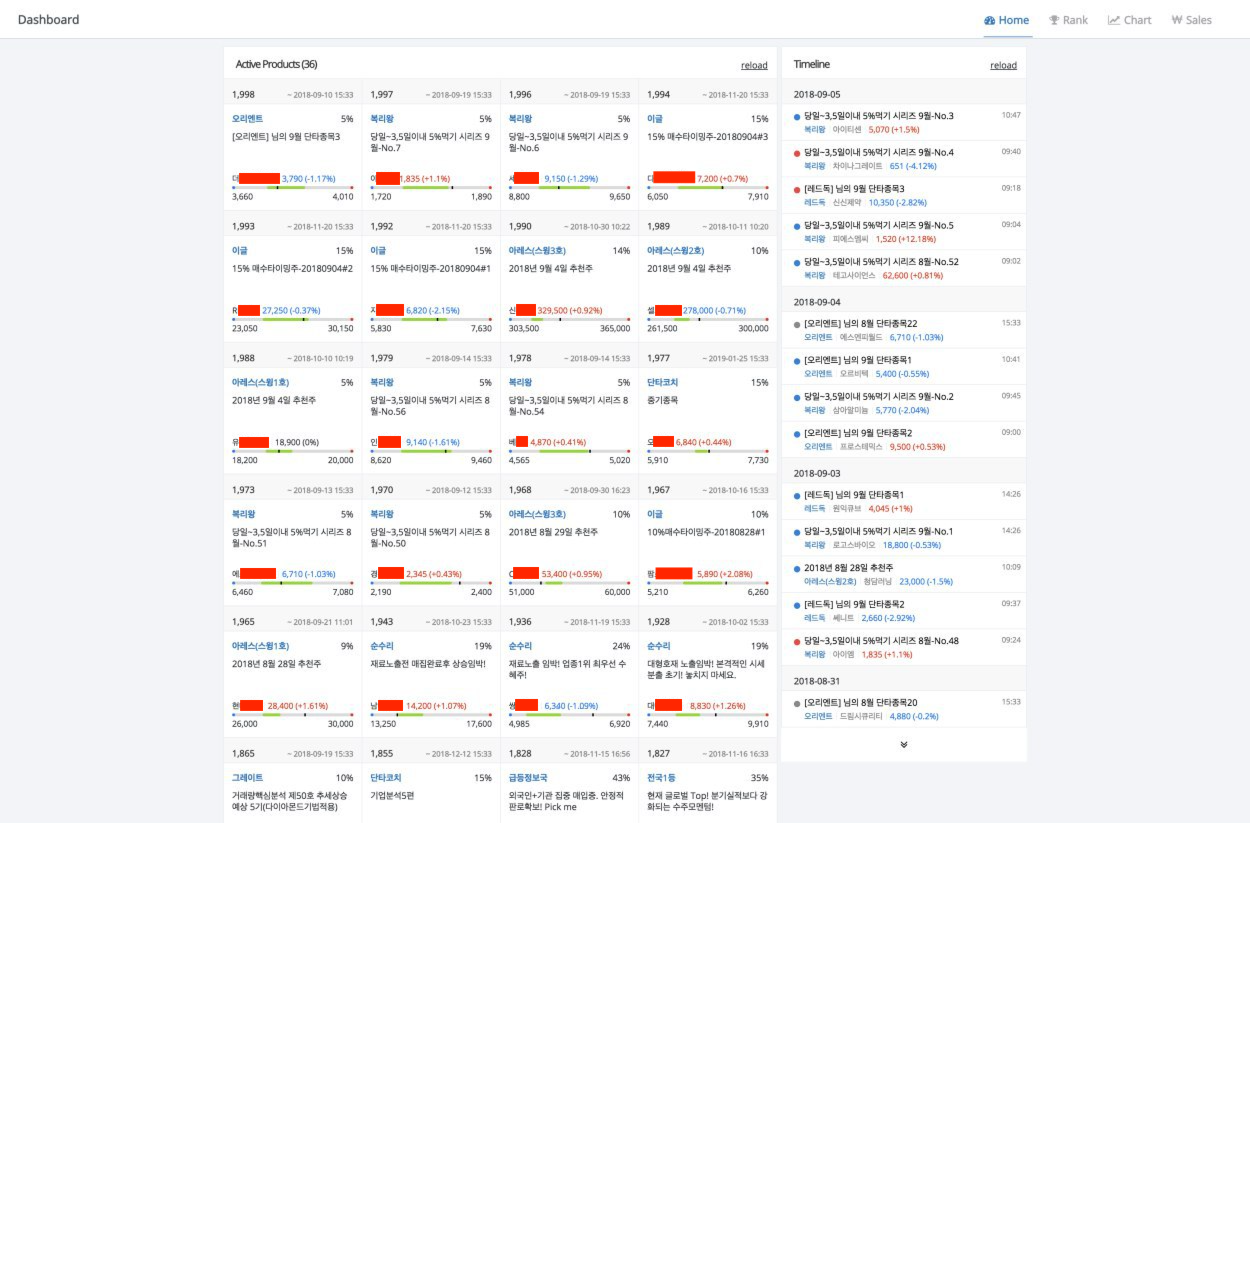 Dashboard
Home
Rank
Chart
Sales
Active Products (36)
reload
1,998 ~ 2018-09-10 15:33
오리엔트 5%
[오리엔트] 님의 9월 단타종목3
더 3,790 (-1.17%)
3,660 4,010
1,997 ~ 2018-09-19 15:33
복리왕 5%
당일~3,5일이내 5%먹기 시리즈 9
월-No.7
1,835 (+1.1%)
1,720 1,890
1,996 ~ 2018-09-19 15:33
복리왕 5%
당일~3,5일이내 5%먹기 시리즈 9
월-No.6
9,150 (-1.29%)
8,800 9,650
1,994 ~ 2018-11-20 15:33
이글 15%
15% 매수타이밍주-20180904#3
디 7,200 (+0.7%)
6,050 7,910
1,993 ~ 2018-11-20 15:33
이글 15%
15% 매수타이밍주-20180904#2
R 27,250 (-0.37%)
23,050 30,150
1,992 ~ 2018-11-20 15:33
이글 15%
15% 매수타이밍주-20180904#1
지 6,820 (-2.15%)
5,830 7,630
1,990 ~ 2018-10-30 10:22
아레스(스윙3호) 14%
2018년 9월 4일 추천주
신 329,500 (+0.92%)
303,500 365,000
1,989 ~ 2018-10-11 10:20
아레스(스윙2호) 10%
2018년 9월 4일 추천주
셀 278,000 (-0.71%)
261,500 300,000
1,988 ~ 2018-10-10 10:19
아레스(스윙1호) 5%
2018년 9월 4일 추천주
유 18,900 (0%)
18,200 20,000
1,979 ~ 2018-09-14 15:33
복리왕 5%
당일~3,5일이내 5%먹기 시리즈 8
월-No.56
인 9,140 (-1.61%)
8,620 9,460
1,978 ~ 2018-09-14 15:33
복리왕 5%
당일~3,5일이내 5%먹기 시리즈 8
월-No.54
베 4,870 (+0.41%)
4,565 5,020
1,977 ~ 2019-01-25 15:33
단타코치 15%
중기종목
오 6,840 (+0.44%)
5,910 7,730
1,973 ~ 2018-09-13 15:33
복리왕 5%
당일~3,5일이내 5%먹기 시리즈 8
월-No.51
에 6,710 (-1.03%)
6,460 7,080
1,970 ~ 2018-09-12 15:33
복리왕 5%
당일~3,5일이내 5%먹기 시리즈 8
월-No.50
경 2,345 (+0.43%)
2,190 2,400
1,968 ~ 2018-09-30 16:23
아레스(스윙3호) 10%
2018년 8월 29일 추천주
53,400 (+0.95%)
51,000 60,000
1,967 ~ 2018-10-16 15:33
이글 10%
10%매수타이밍주-20180828#1
팜 5,890 (+2.08%)
5,210 6,260
1,965 ~ 2018-09-21 11:01
아레스(스윙1호) 9%
2018년 8월 28일 추천주
현 28,400 (+1.61%)
26,000 30,000
1,943 ~ 2018-10-23 15:33
순수리 19%
재료노출전 매집완료후 상승임박!
남 14,200 (+1.07%)
13,250 17,600
1,936 ~ 2018-11-19 15:33
순수리 24%
재료노출 임박! 업종1위 최우선 수
혜주!
쌍 6,340 (-1.09%)
4,985 6,920
1,928 ~ 2018-10-02 15:33
순수리 19%
대형호재 노출임박! 본격적인 시세
분출 초기! 놓치지 마세요.
대 8,830 (+1.26%)
7,440 9,910
1,865 ~ 2018-09-19 15:33
그레이트 10%
거래량핵심분석 제50호 추세상승
예상 5기(다이아몬드기법적용)
1,855 ~ 2018-12-12 15:33
단타코치 15%
기업분석5편
1,828 ~ 2018-11-15 16:56
급등정보국 43%
외국인+기관 집중 매입중. 안정적
판로확보! Pick me
1,827 ~ 2018-11-16 16:33
전국1등 35%
현재 글로벌 Top! 분기실적보다 강
화되는 수주모멘텀!
Timeline
reload
2018-09-05
당일~3,5일이내 5%먹기 시리즈 9월-No.3 10:47
복리왕 아이티센 5,070 (+1.5%)
당일~3,5일이내 5%먹기 시리즈 9월-No.4 09:40
복리왕 차이나그레이트 651 (-4.12%)
[레드독] 님의 9월 단타종목3 09:18
레드독 신신제약 10,350 (-2.82%)
당일~3,5일이내 5%먹기 시리즈 9월-No.5 09:04
복리왕 피에스엠씨 1,520 (+12.18%)
당일~3,5일이내 5%먹기 시리즈 8월-No.52 09:02
복리왕 테고사이언스 62,600 (+0.81%)
2018-09-04
[오리엔트] 님의 8월 단타종목22 15:33
오리엔트 에스엔피월드 6,710 (-1.03%)
[오리엔트] 님의 9월 단타종목1 10:41
오리엔트 오르비텍 5,400 (-0.55%)
당일~3,5일이내 5%먹기 시리즈 9월-No.2 09:45
복리왕 삼아알미늄 5,770 (-2.04%)
[오리엔트] 님의 9월 단타종목2 09:00
오리엔트 프로스테믹스 9,500 (+0.53%)
2018-09-03
[레드독] 님의 9월 단타종목1 14:26
레드독 원익큐브 4,045 (+1%)
당일~3,5일이내 5%먹기 시리즈 9월-No.1 14:26
복리왕 로고스바이오 18,800 (-0.53%)
2018년 8월 28일 추천주 10:09
아레스(스윙2호) 청담러닝 23,000 (-1.5%)
[레드독] 님의 9월 단타종목2 09:37
레드독 쎄니트 2,660 (-2.92%)
당일~3,5일이내 5%먹기 시리즈 8월-No.48 09:24
복리왕 아이엠 1,835 (+1.1%)
2018-08-31
[오리엔트] 님의 8월 단타종목20 15:33
오리엔트 드림시큐리티 4,880 (-0.2%)